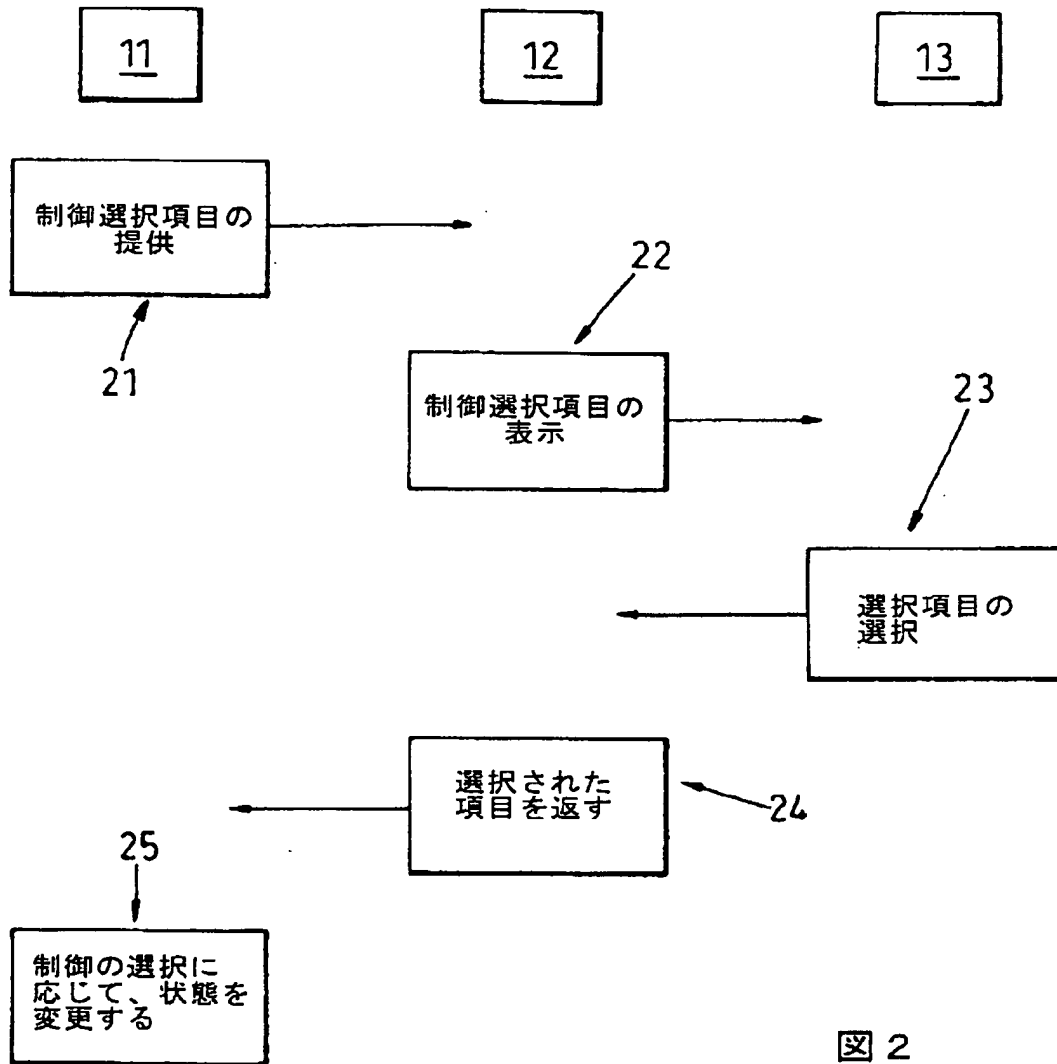 11
12
13
制御選択項目の
提供
21
22
制御選択項目の
表示
23
選択項目の
選択
選択された
項目を返す
24
25
制御の選択に
応じて、状態を
変更する
図 2